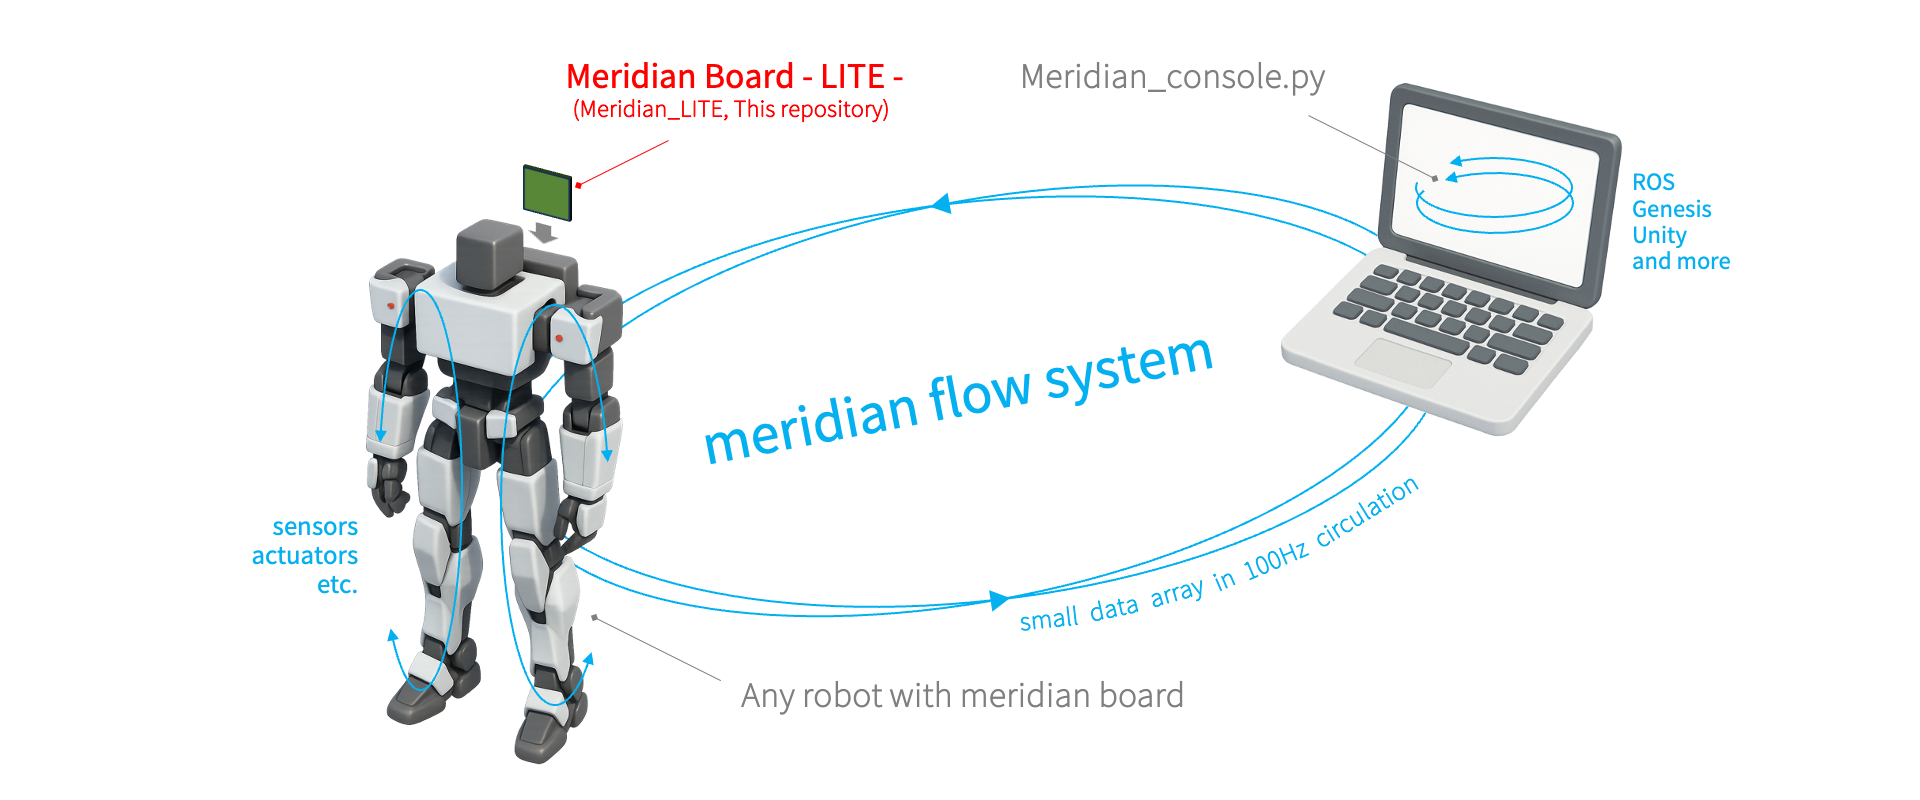 Meridian Board - LITE -
(Meridian_LITE, This repository)
Meridian_console.py
ROS
Genesis
Unity
and more
meridian flow system
sensors
actuators
etc.
small data array in 100Hz circulation
Any robot with meridian board